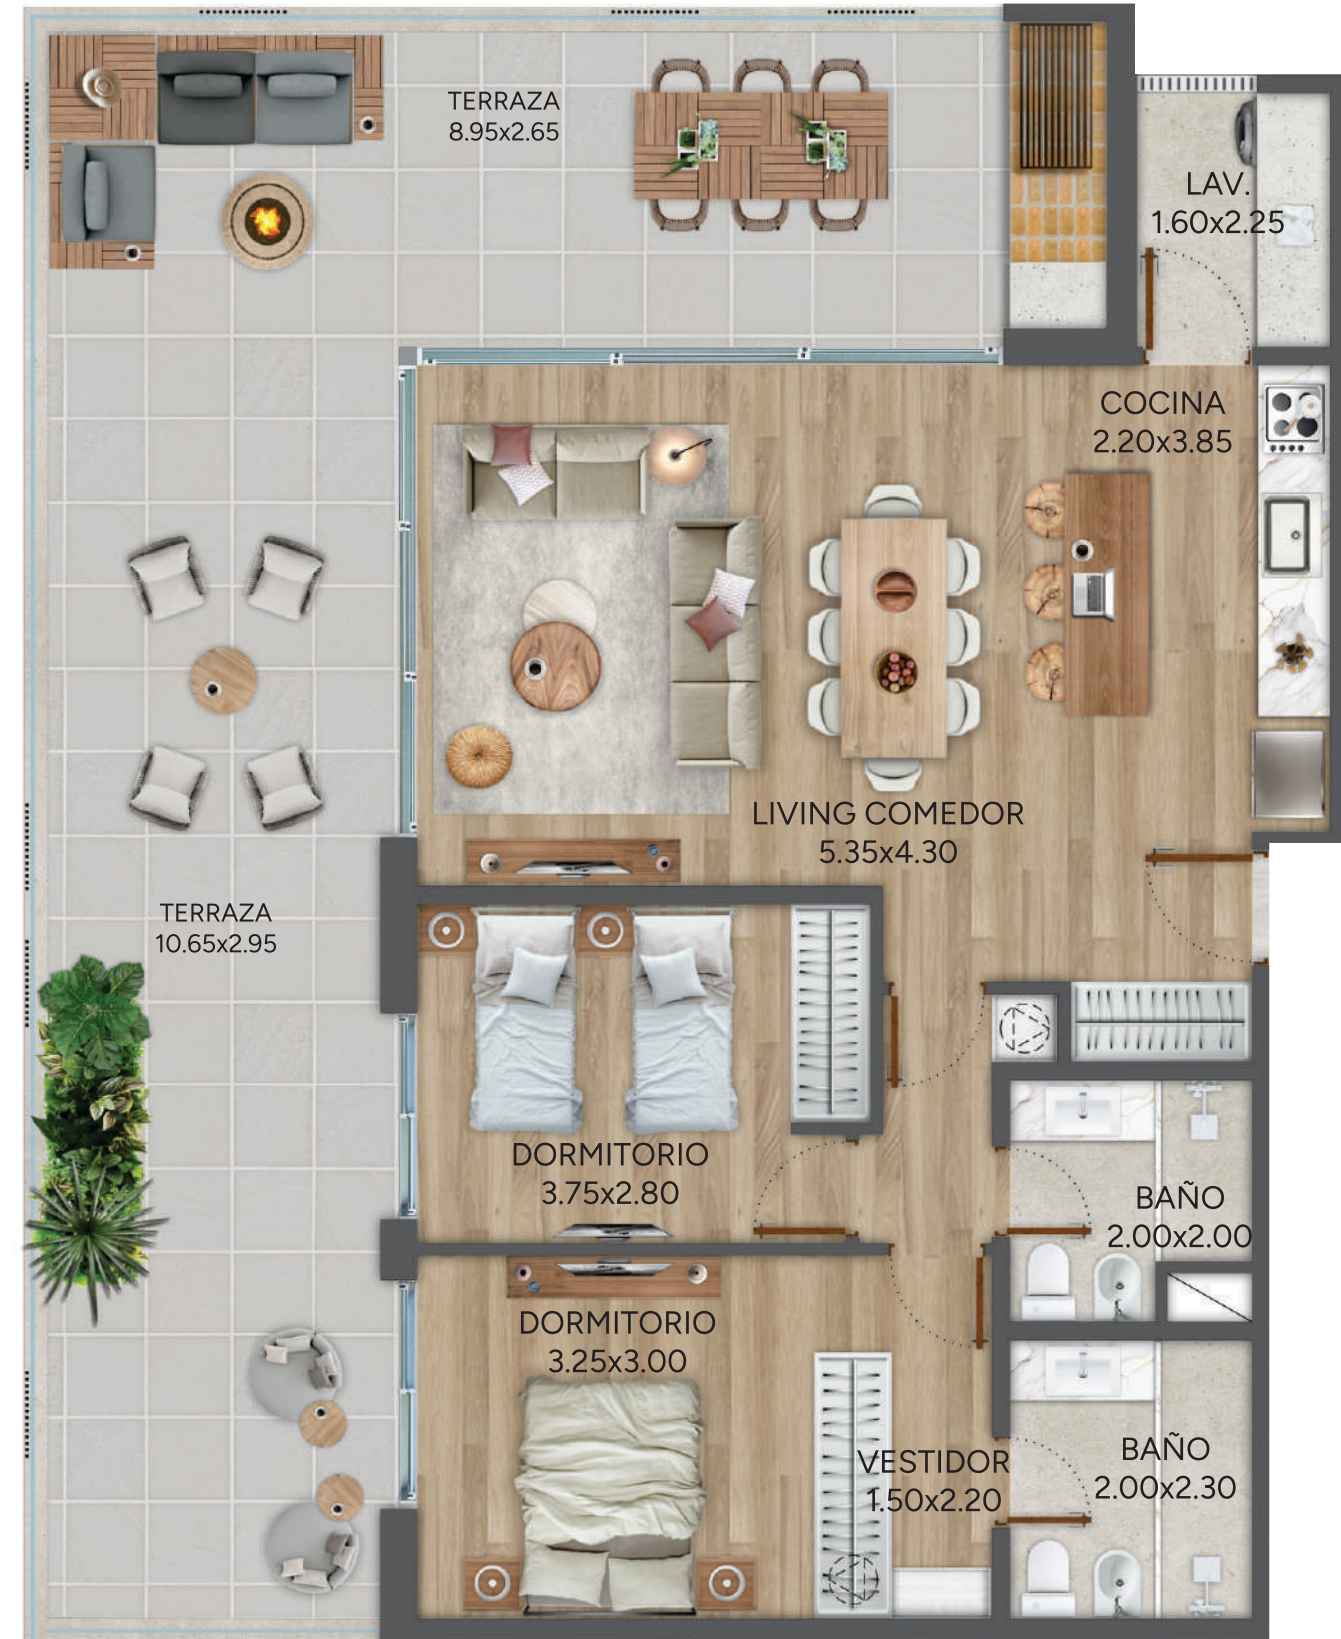 TERRAZA
8.95x2.65
LAV.
1.60x2.25
COCINA
2.20x3.85
LIVING COMEDOR
5.35x4.30
TERRAZA
10.65x2.95
DORMITORIO
3.75x2.80
BAÑO
2.00x2.00
DORMITORIO
3.25x3.00
VESTIDOR
1.50x2.20
BAÑO
2.00x2.30